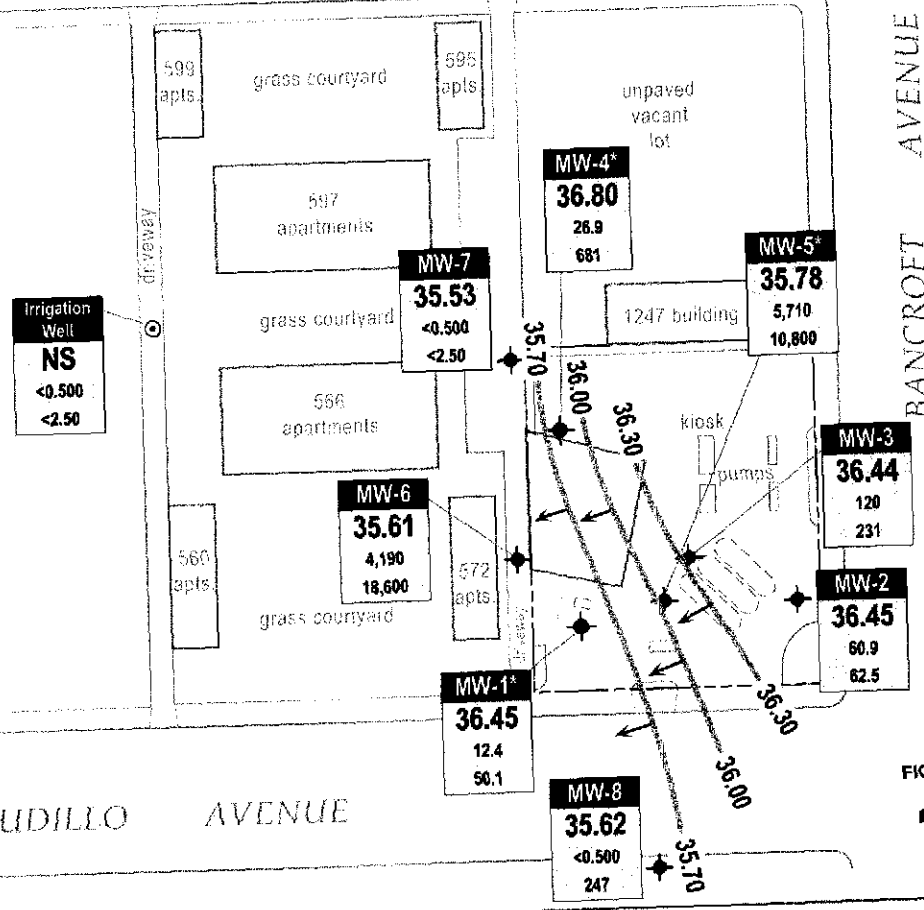 AVENUE
BANCROFT
599
apts.
grass courtyard
595
apts.
unpaved
vacant
lot
MW-4*
36.80
26.9
681
597
apartments
driveway
MW-7
35.53
<0.500
<2.50
MW-5*
35.78
5,710
10,800
Irrigation
Well
NS
<0.500
<2.50
grass courtyard
1247 building
35.70
36.00
36.30
566
apartments
kiosk
pumps
MW-3
36.44
120
231
MW-6
35.61
4,190
18,600
560
apts.
572
apts.
grass courtyard
driveway
MW-2
36.45
60.9
62.5
MW-1*
36.45
12.4
50.1
36.30
36.00
35.70
MW-8
35.62
<0.500
247
UDILLO AVENUE
FIG